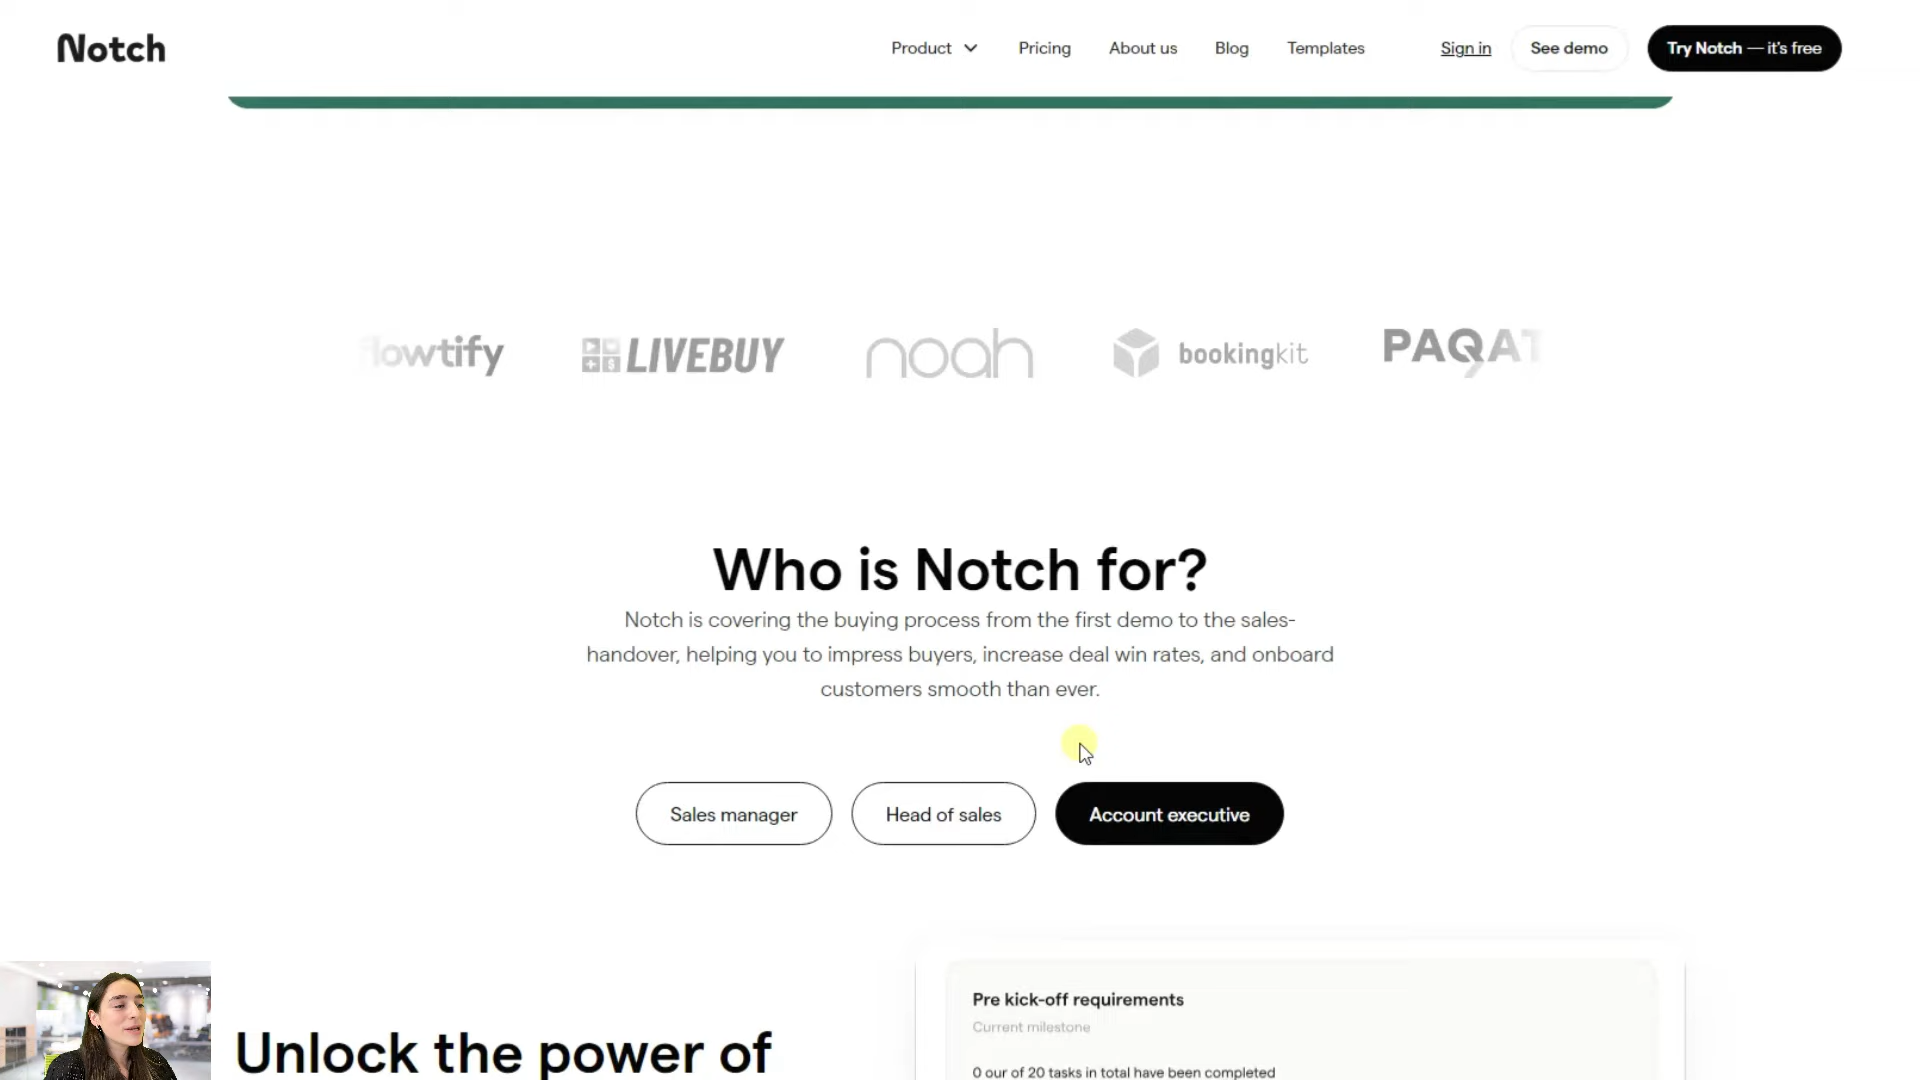 Notch
Product
Pricing
About us
Blog
Templates
Sign in
See demo
Try Notch — it's free
flowtify
LIVEBUY
noah
bookingkit
PAQAT
Who is Notch for?
Notch is covering the buying process from the first demo to the sales-
handover, helping you to impress buyers, increase deal win rates, and onboard
customers smooth than ever.
Sales manager
Head of sales
Account executive
Unlock the power of
Pre kick-off requirements
Current milestone
0 our of 20 tasks in total have been completed